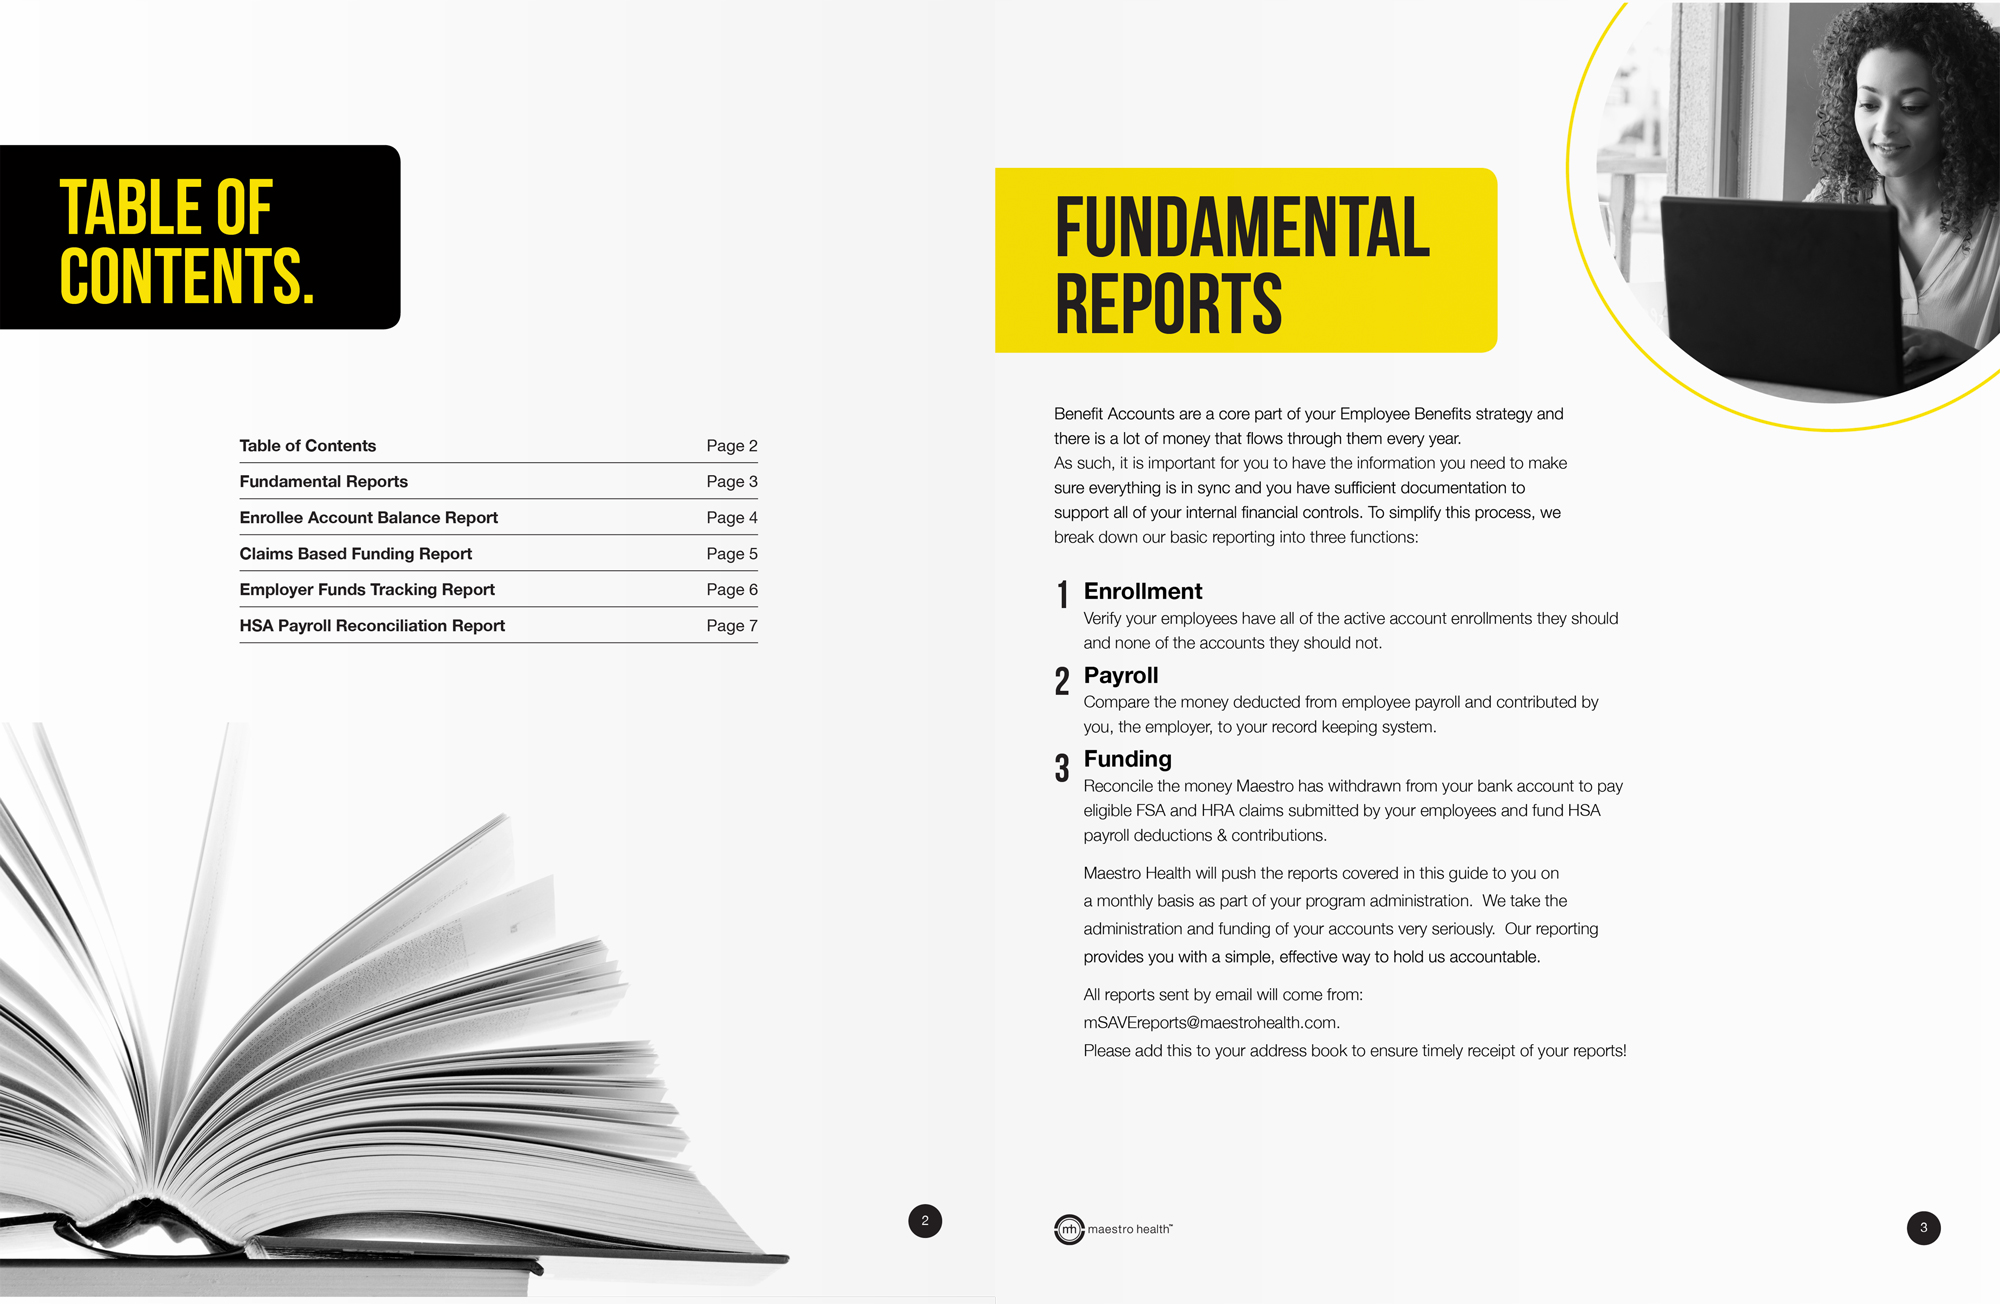 TABLE OF
CONTENTS.
Table of Contents Page 2
Fundamental Reports Page 3
Enrollee Account Balance Report Page 4
Claims Based Funding Report Page 5
Employer Funds Tracking Report Page 6
HSA Payroll Reconciliation Report Page 7
2
FUNDAMENTAL
REPORTS
Benefit Accounts are a core part of your Employee Benefits strategy and
there is a lot of money that flows through them every year.
As such, it is important for you to have the information you need to make
sure everything is in sync and you have sufficient documentation to
support all of your internal financial controls. To simplify this process, we
break down our basic reporting into three functions:
1 Enrollment
Verify your employees have all of the active account enrollments they should
and none of the accounts they should not.
2 Payroll
Compare the money deducted from employee payroll and contributed by
you, the employer, to your record keeping system.
3 Funding
Reconcile the money Maestro has withdrawn from your bank account to pay
eligible FSA and HRA claims submitted by your employees and fund HSA
payroll deductions & contributions.
Maestro Health will push the reports covered in this guide to you on
a monthly basis as part of your program administration.  We take the
administration and funding of your accounts very seriously.  Our reporting
provides you with a simple, effective way to hold us accountable.
All reports sent by email will come from:
mSAVEreports@maestrohealth.com.
Please add this to your address book to ensure timely receipt of your reports!
mh maestro health™
3